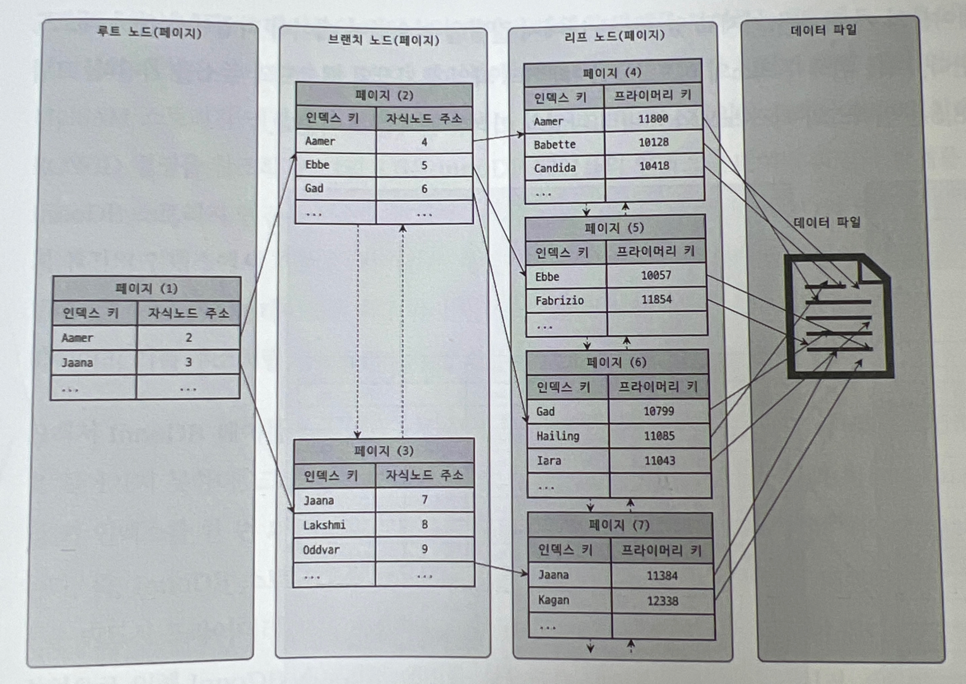 루트 노드(페이지)
페이지 (1)
인덱스 키 자식노드 주소
Aamer 2
Jaana 3
... ...
브랜치 노드(페이지)
페이지 (2)
인덱스 키 자식노드 주소
Aamer 4
Ebbe 5
Gad 6
... ...
페이지 (3)
인덱스 키 자식노드 주소
Jaana 7
Lakshmi 8
Oddvar 9
... ...
리프 노드(페이지)
페이지 (4)
인덱스 키 프라이머리 키
Aamer 11800
Babette 10128
Candida 10418
...
페이지 (5)
인덱스 키 프라이머리 키
Ebbe 10057
Fabrizio 11854
...
페이지 (6)
인덱스 키 프라이머리 키
Gad 10799
Hailing 11085
Iara 11043
...
페이지 (7)
인덱스 키 프라이머리 키
Jaana 11384
Kagan 12338
...
데이터 파일
데이터 파일